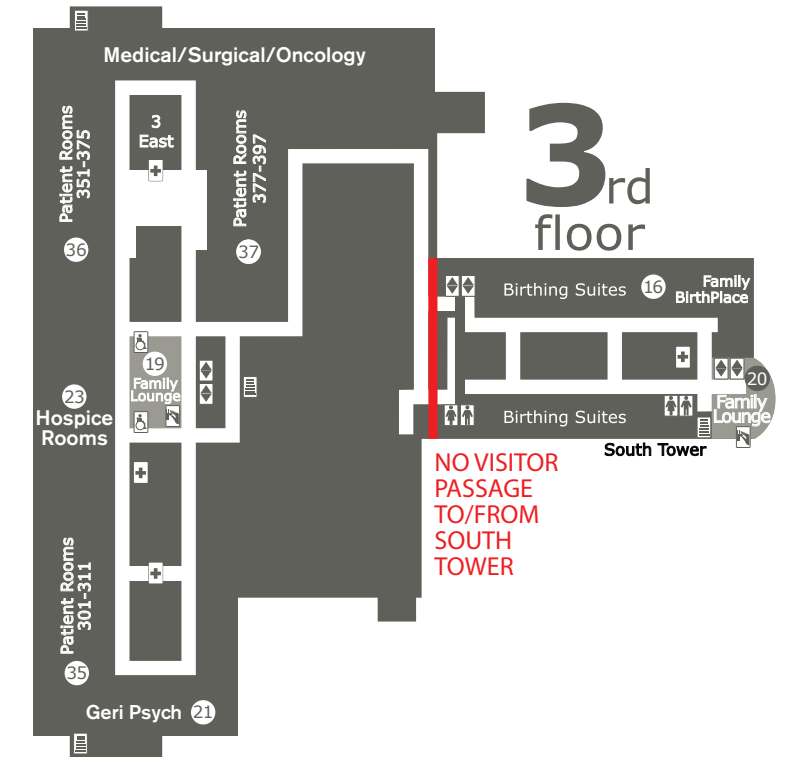 Medical/Surgical/Oncology
3
East
Patient Rooms
351-375
36
Patient Rooms
377-397
37
3rd
floor
Birthing Suites
16
Family
BirthPlace
19
Family
Lounge
23
Hospice
Rooms
20
Family
Lounge
Birthing Suites
South Tower
NO VISITOR
PASSAGE
TO/FROM
SOUTH
TOWER
Patient Rooms
301-311
35
Geri Psych 21